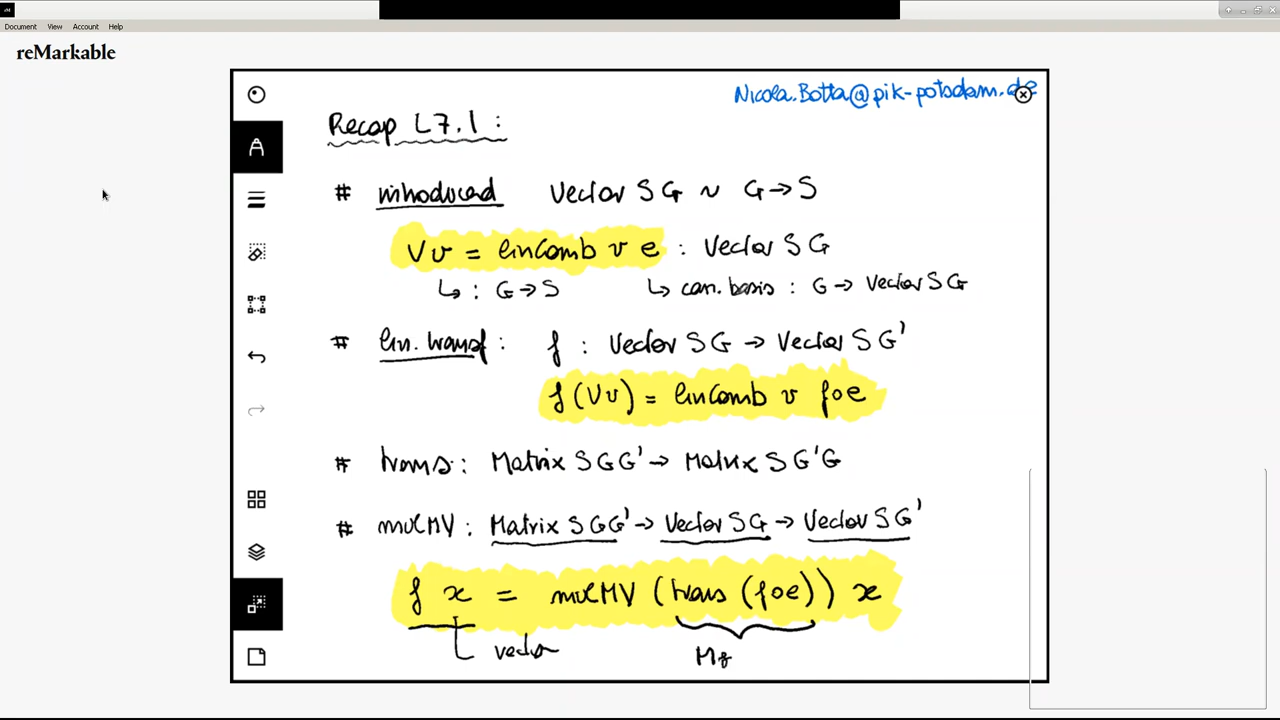 Document View Account Help
reMarkable
Nicola.Botta@pik-potsdam.de
Recap L7.1 :
# introduced Vector S G ~ G → S
V v = linComb v e : Vector S G
↳ : G → S ↳ can. basis : G → Vector S G
# lin. transf : f : Vector S G → Vector S G'
f (V v) = linComb v f∘e
# trans : Matrix S G G' → Matrix S G' G
# mulMV : Matrix S G G' → Vector S G → Vector S G'
f x = mulMV (trans (f∘e)) x
vector Mf